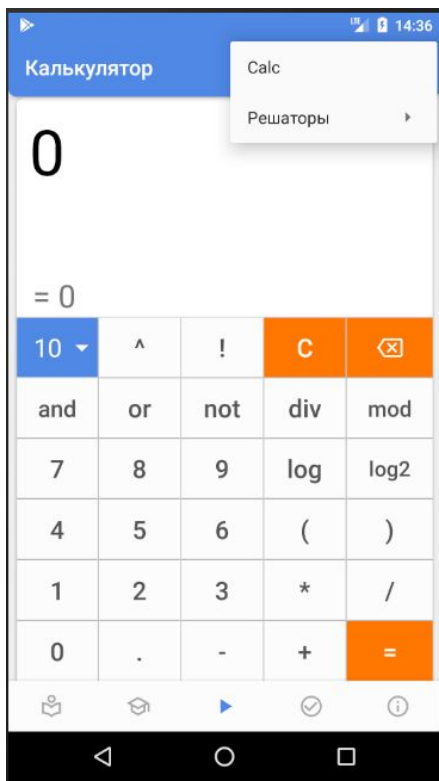 LTE 14:36
Калькулятор
Calc
Решаторы
0
= 0
10 ^ ! C
and or not div mod
7 8 9 log log2
4 5 6 ( )
1 2 3 * /
0 . - + =